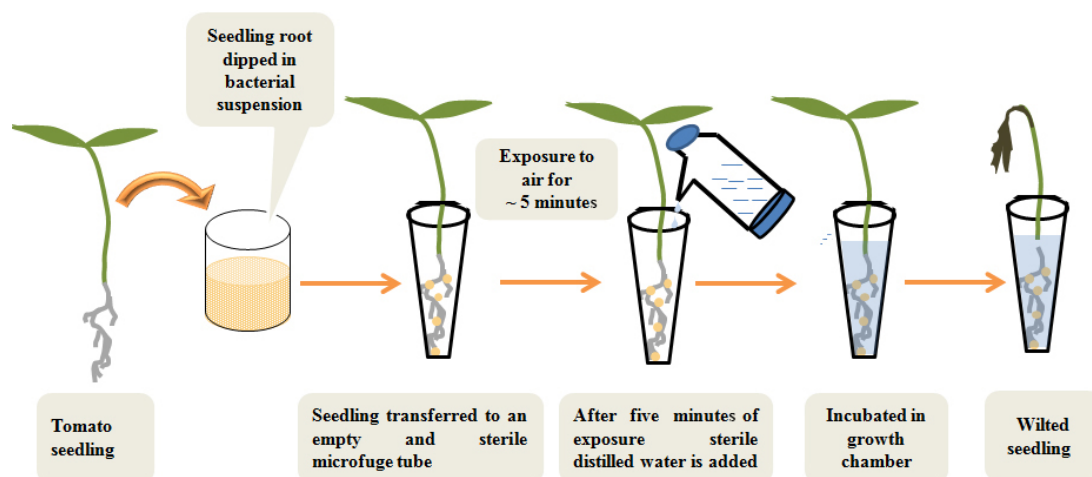 Seedling root
dipped in
bacterial
suspension
Exposure to
air for
~ 5 minutes
Tomato
seedling
Seedling transferred to an
empty and sterile
microfuge tube
After five minutes of
exposure sterile
distilled water is added
Incubated in
growth
chamber
Wilted
seedling